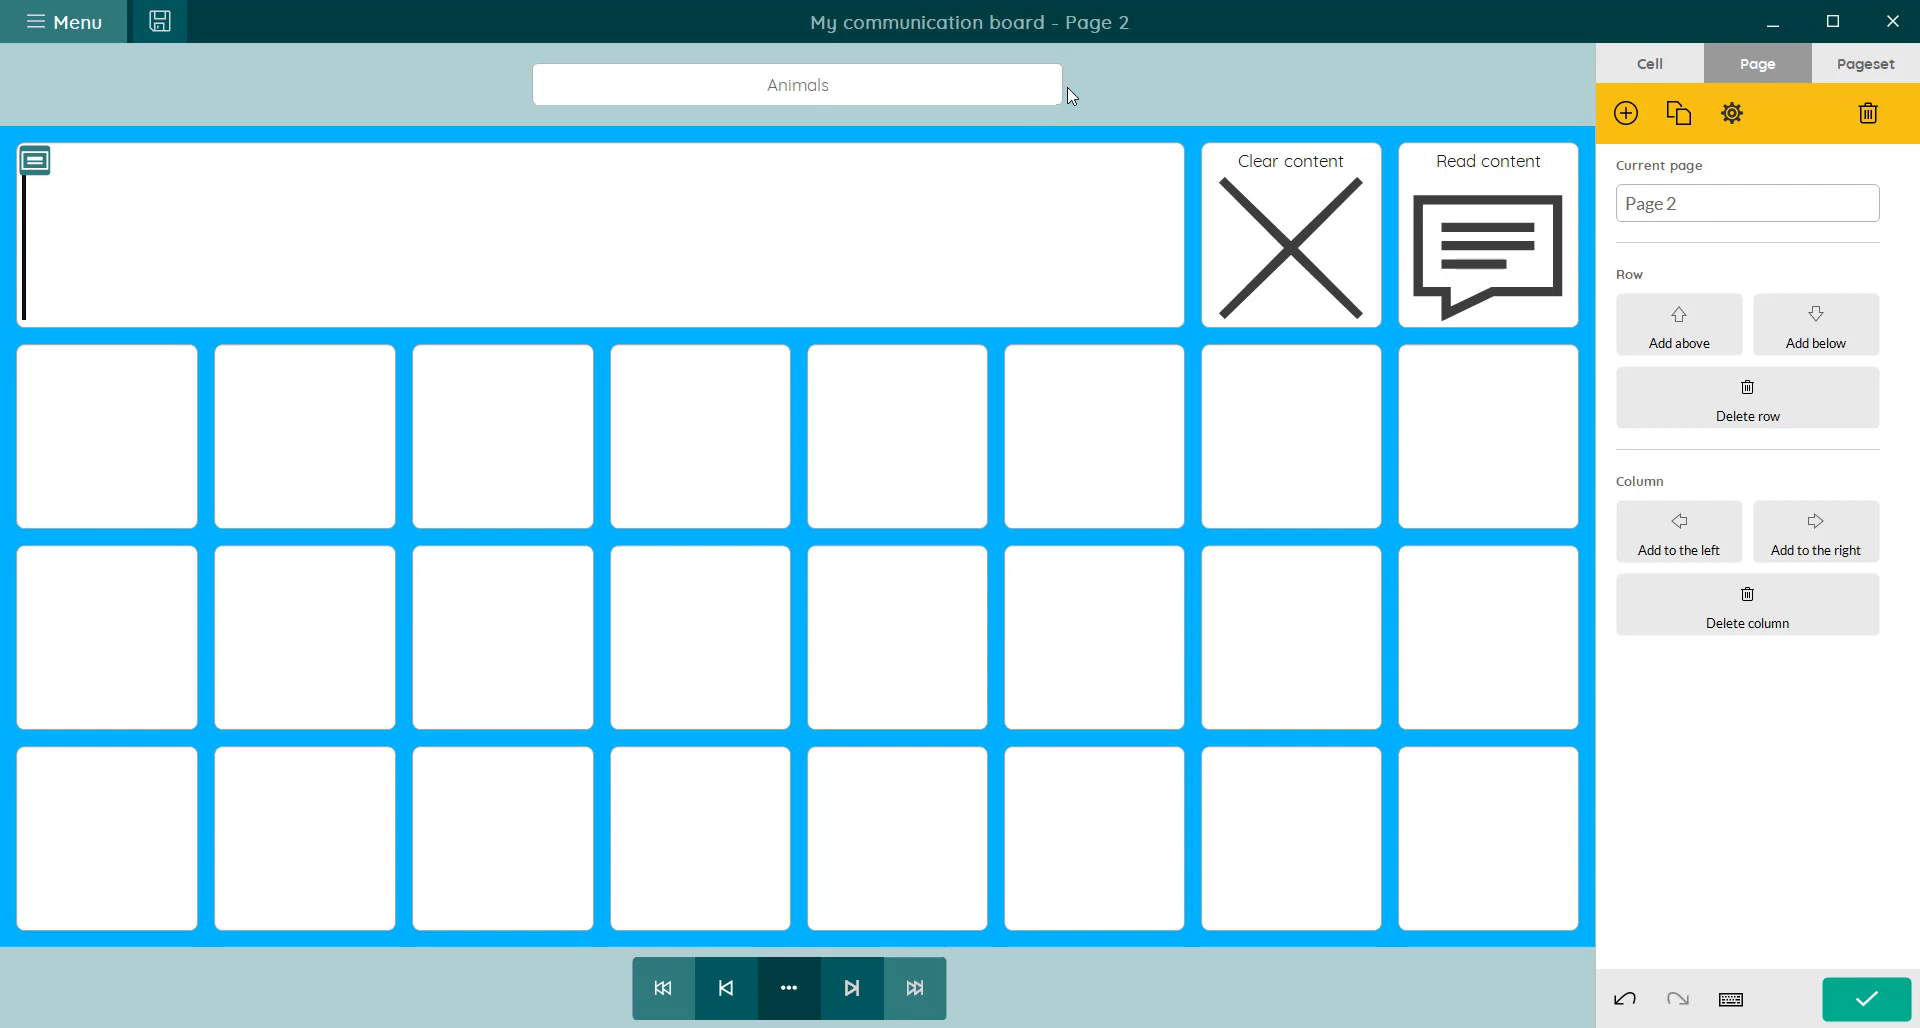 Menu
My communication board - Page 2
Cell
Page
Pageset
Animals
Current page
Page 2
Clear content
Read content
Row
Add above
Add below
Delete row
Column
Add to the left
Add to the right
Delete column